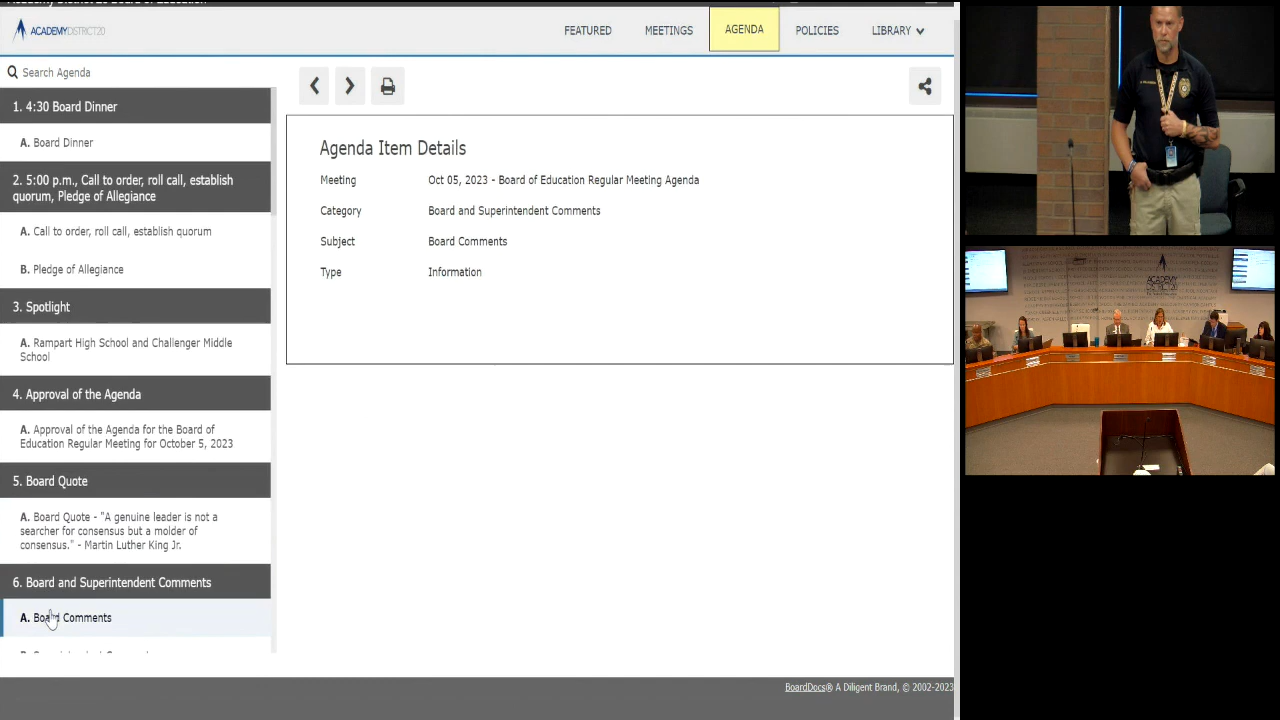 ACADEMYDISTRICT20
FEATURED
MEETINGS
AGENDA
POLICIES
LIBRARY
Search Agenda
1. 4:30 Board Dinner
A. Board Dinner
2. 5:00 p.m., Call to order, roll call, establish
quorum, Pledge of Allegiance
A. Call to order, roll call, establish quorum
B. Pledge of Allegiance
3. Spotlight
A. Rampart High School and Challenger Middle
School
4. Approval of the Agenda
A. Approval of the Agenda for the Board of
Education Regular Meeting for October 5, 2023
5. Board Quote
A. Board Quote - "A genuine leader is not a
searcher for consensus but a molder of
consensus." - Martin Luther King Jr.
6. Board and Superintendent Comments
A. Board Comments
Agenda Item Details
Meeting Oct 05, 2023 - Board of Education Regular Meeting Agenda
Category Board and Superintendent Comments
Subject Board Comments
Type Information
BoardDocs® A Diligent Brand, © 2002-2023
ACADEMY
DISTRICT